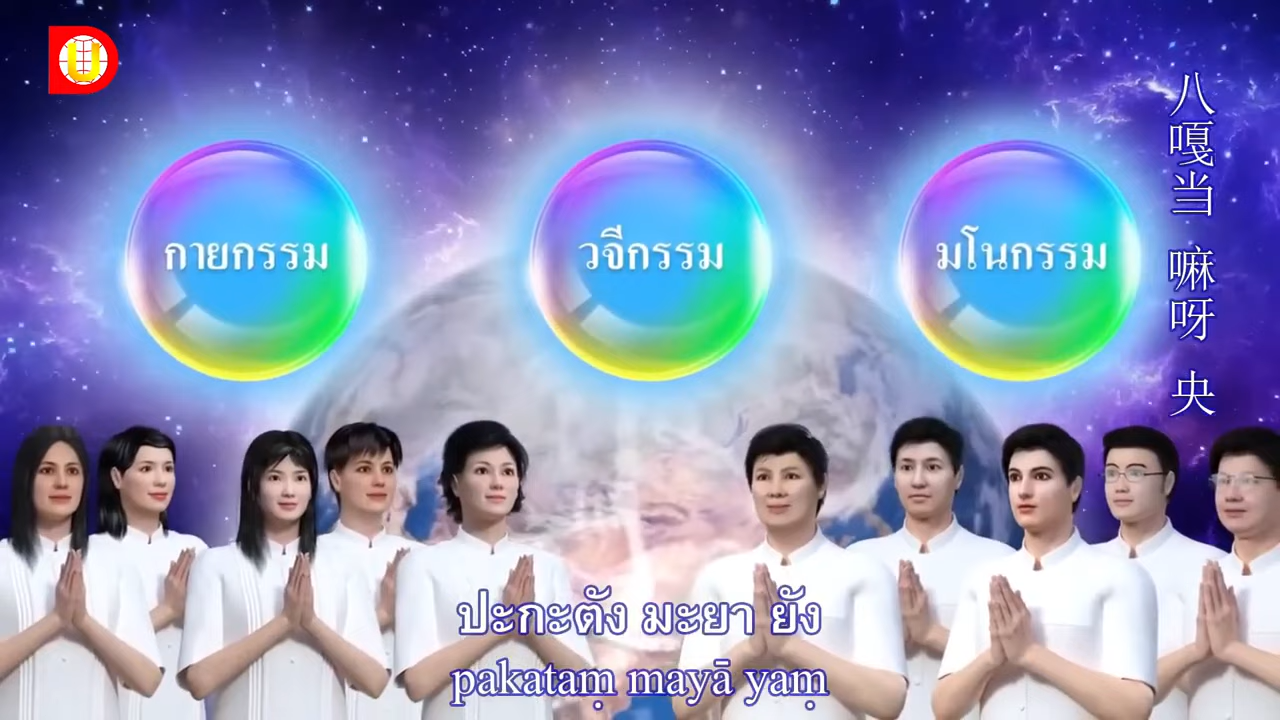 U
กายกรรม
วจีกรรม
มโนกรรม
八嘎当 嘛呀 央
ปะกะตัง มะยา ยัง
pakataṃ mayā yaṃ